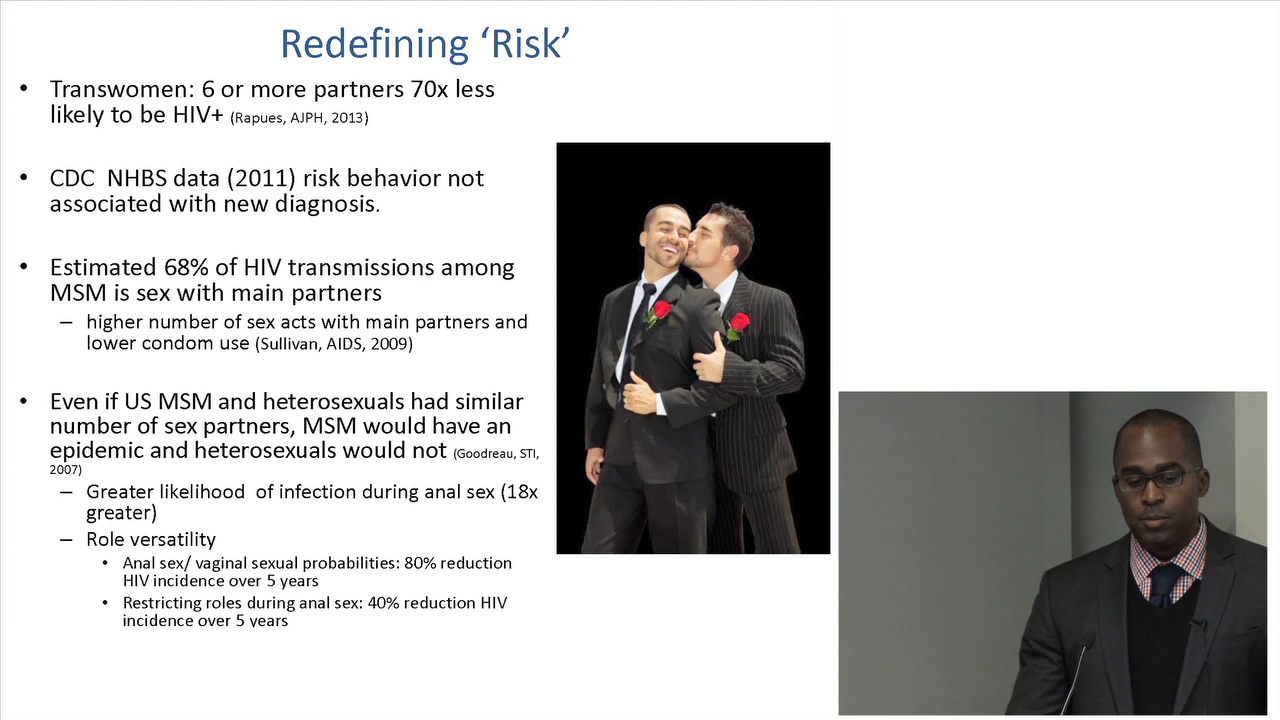 Redefining ‘Risk’
• Transwomen: 6 or more partners 70x less
likely to be HIV+ (Rapues, AJPH, 2013)
• CDC NHBS data (2011) risk behavior not
associated with new diagnosis.
• Estimated 68% of HIV transmissions among
MSM is sex with main partners
– higher number of sex acts with main partners and
lower condom use (Sullivan, AIDS, 2009)
• Even if US MSM and heterosexuals had similar
number of sex partners, MSM would have an
epidemic and heterosexuals would not (Goodreau, STI,
2007)
– Greater likelihood of infection during anal sex (18x
greater)
– Role versatility
• Anal sex/ vaginal sexual probabilities: 80% reduction
HIV incidence over 5 years
• Restricting roles during anal sex: 40% reduction HIV
incidence over 5 years